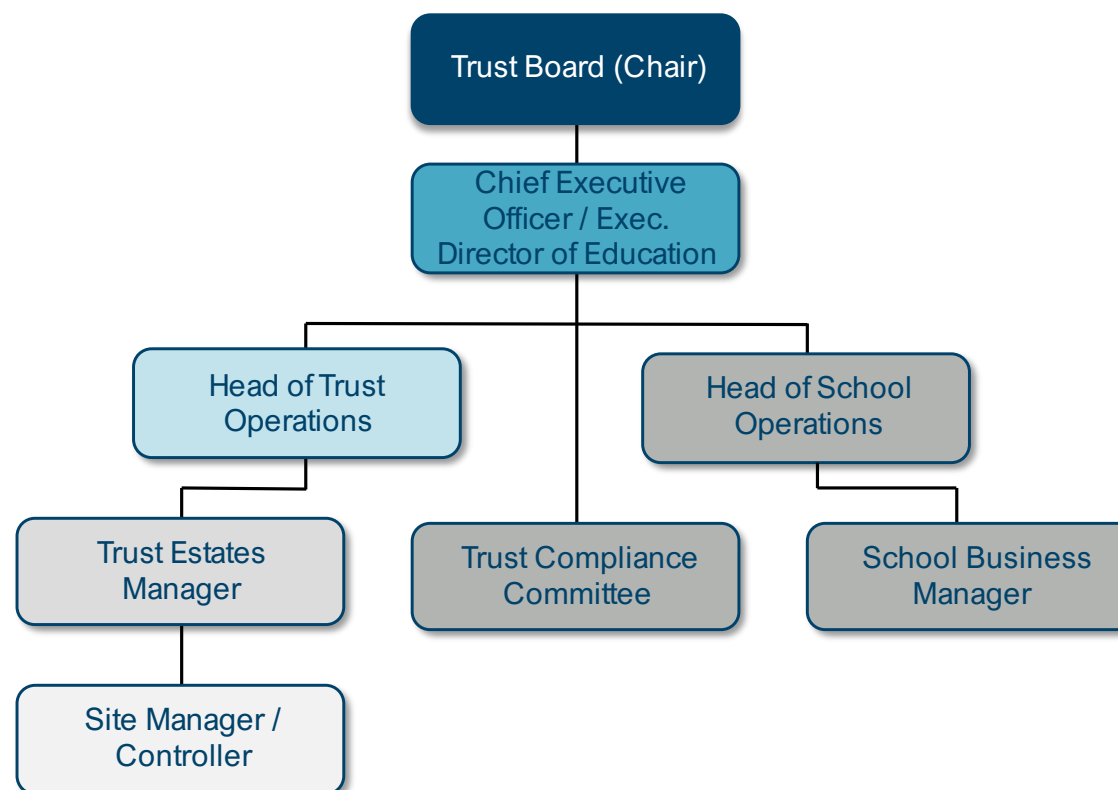 Trust Board (Chair)
Chief Executive
Officer / Exec.
Director of Education
Head of Trust
Operations
Head of School
Operations
Trust Estates
Manager
Trust Compliance
Committee
School Business
Manager
Site Manager /
Controller